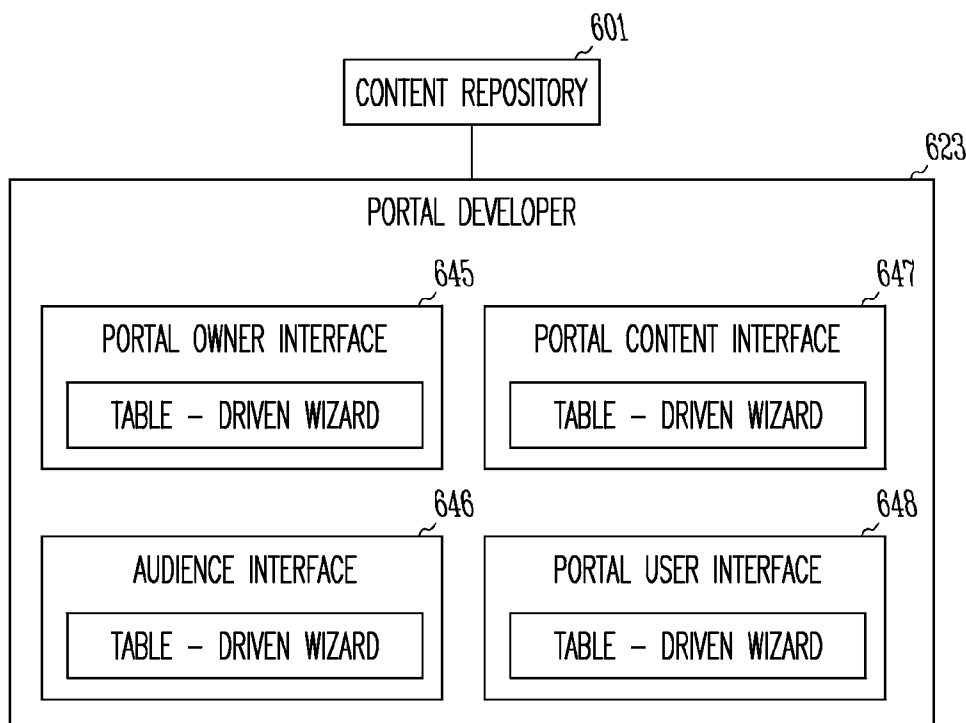 601
CONTENT REPOSITORY
623
PORTAL DEVELOPER
645
PORTAL OWNER INTERFACE
TABLE - DRIVEN WIZARD
647
PORTAL CONTENT INTERFACE
TABLE - DRIVEN WIZARD
646
AUDIENCE INTERFACE
TABLE - DRIVEN WIZARD
648
PORTAL USER INTERFACE
TABLE - DRIVEN WIZARD